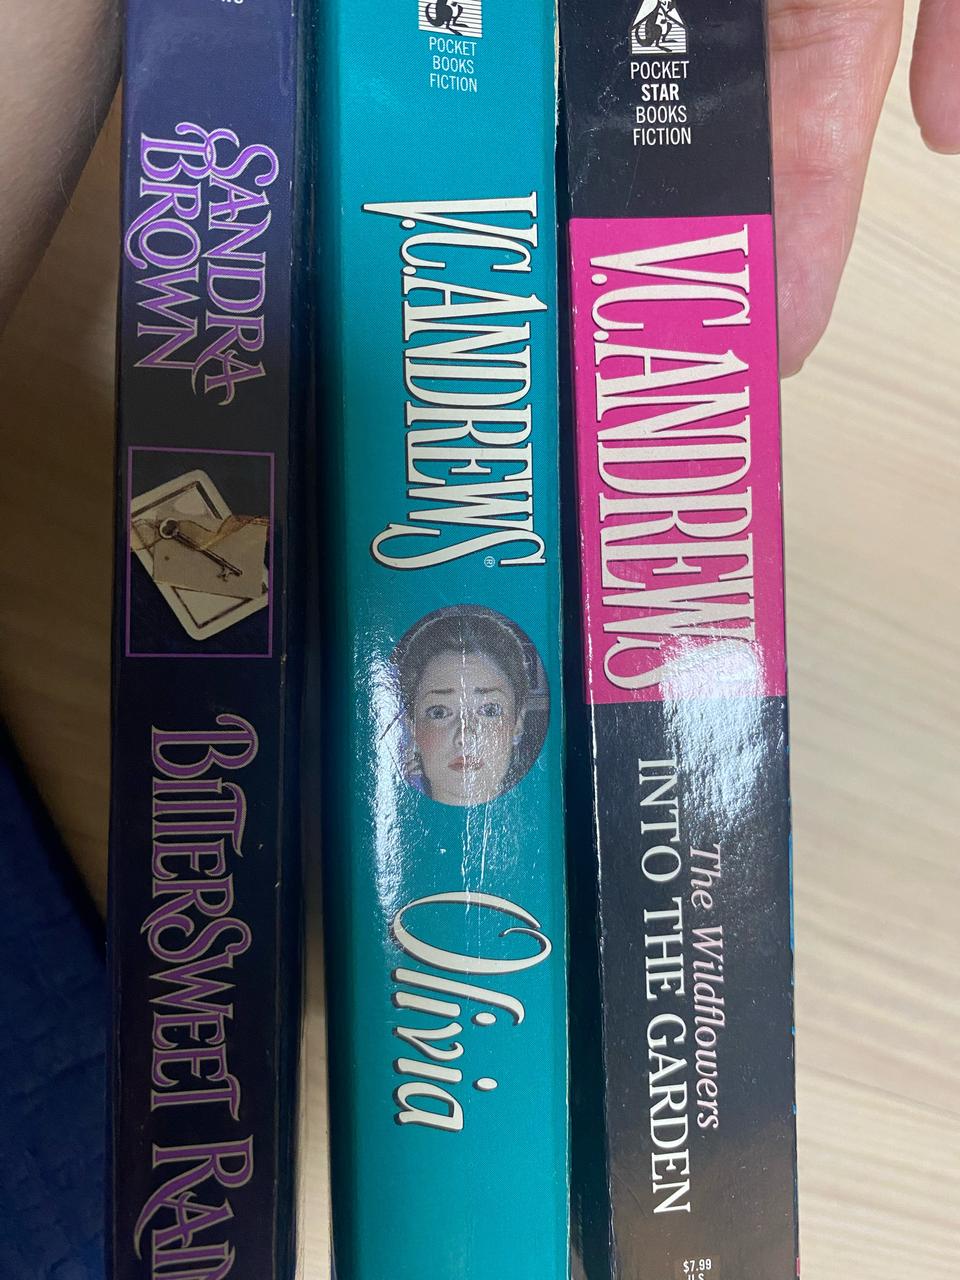 SANDRA
BROWN
BITTERSWEET RAIN
POCKET
BOOKS
FICTION
V.C. ANDREWS®
Olivia
POCKET
STAR
BOOKS
FICTION
V.C. ANDREWS
The Wildflowers
INTO THE GARDEN
$7.99
U.S.